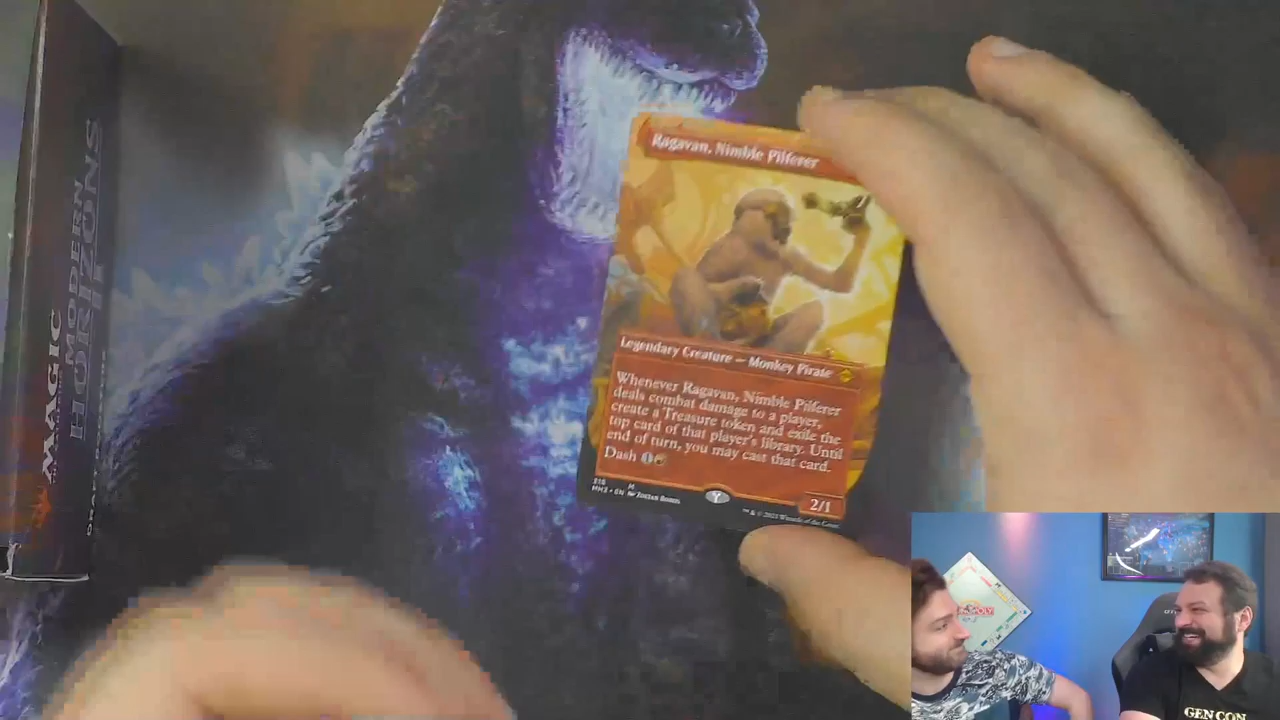 MAGIC
MODERN
HORIZONS
Ragavan, Nimble Pilferer
Legendary Creature — Monkey Pirate
Whenever Ragavan, Nimble Pilferer
deals combat damage to a player,
create a Treasure token and exile the
top card of that player's library. Until
end of turn, you may cast that card.
Dash
2/1
MONOPOLY
GEN CON